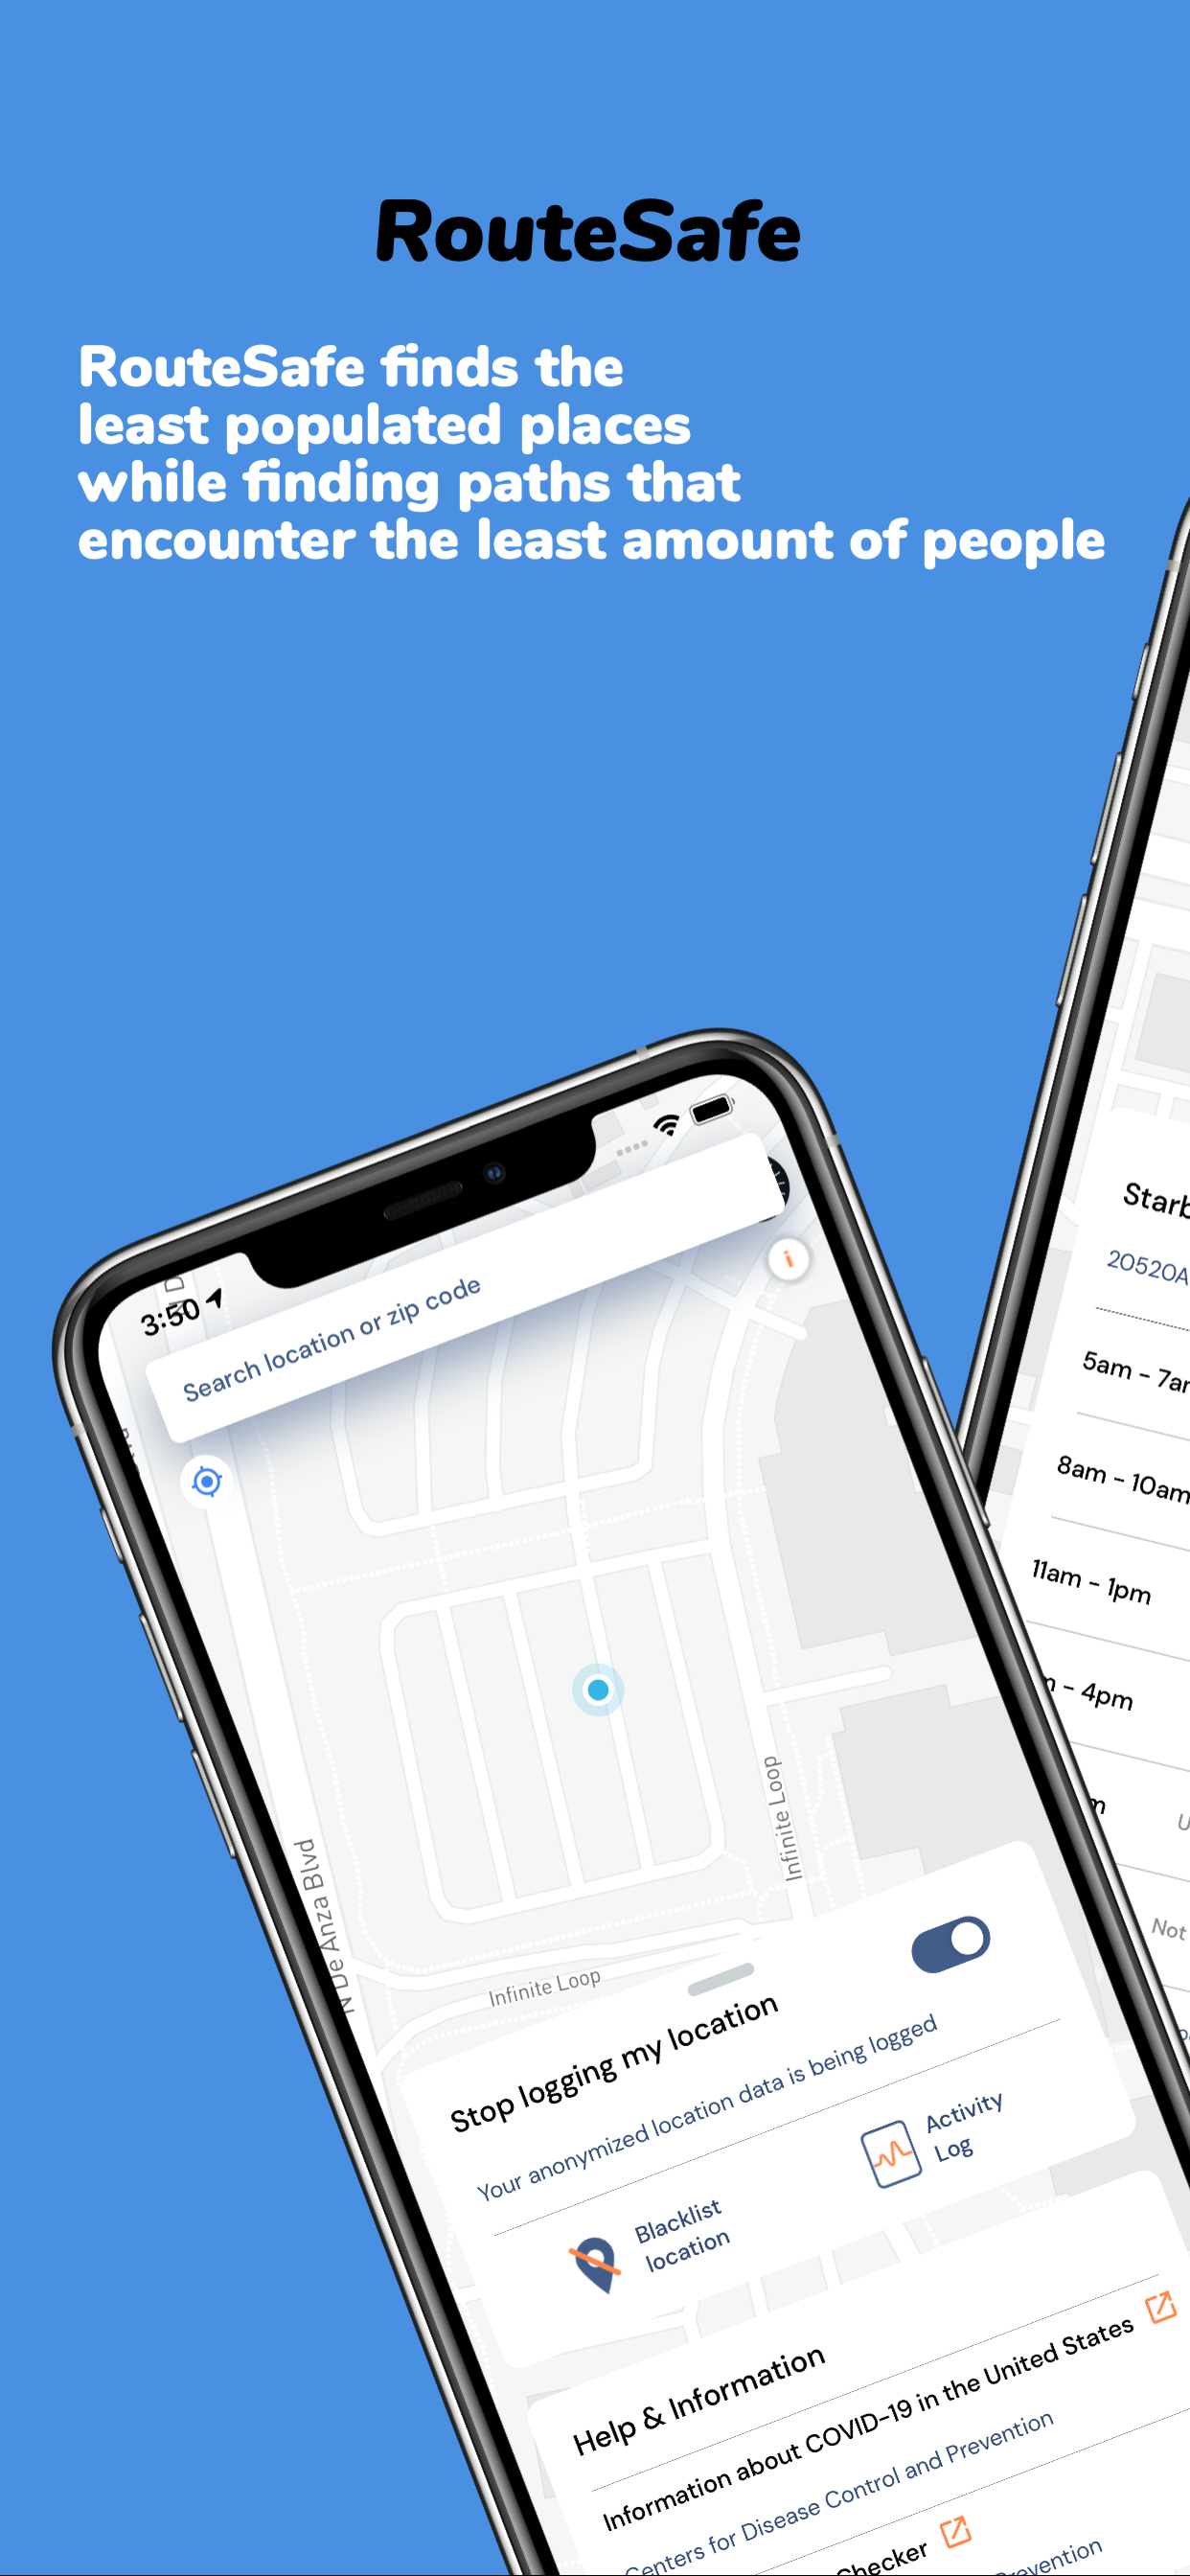 RouteSafe
RouteSafe finds the
least populated places
while finding paths that
encounter the least amount of people
3:50
Search location or zip code
N De Anza Blvd
Infinite Loop
Infinite Loop
Stop logging my location
Your anonymized location data is being logged
Blacklist
location
Activity
Log
Help & Information
Information about COVID-19 in the United States
Centers for Disease Control and Prevention
Checker
20520A
5am - 7a
8am - 10am
11am - 1pm
- 4pm
Not